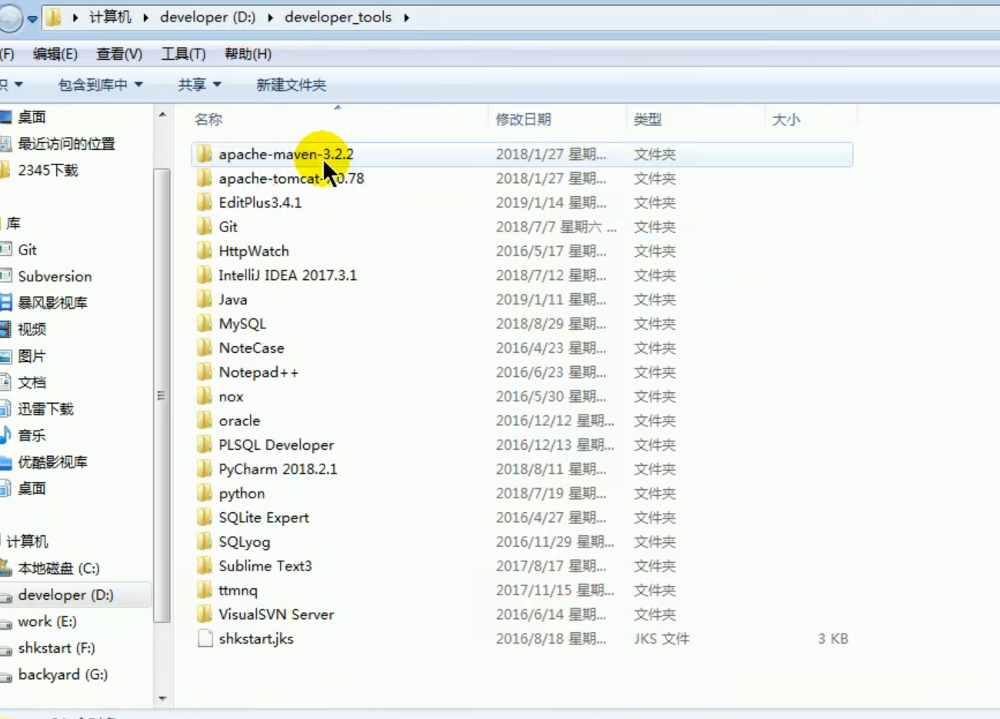 计算机 developer (D:) developer_tools
(F) 编辑(E) 查看(V) 工具(T) 帮助(H)
包含到库中 共享 新建文件夹
桌面
最近访问的位置
2345下载
库
Git
Subversion
暴风影视库
视频
图片
文档
迅雷下载
音乐
优酷影视库
桌面
计算机
本地磁盘 (C:)
developer (D:)
work (E:)
shkstart (F:)
backyard (G:)
名称 修改日期 类型 大小
apache-maven-3.2.2 2018/1/27 星期... 文件夹
apache-tomcat-7.0.78 2018/1/27 星期... 文件夹
EditPlus3.4.1 2019/1/14 星期... 文件夹
Git 2018/7/7 星期六 ... 文件夹
HttpWatch 2016/5/17 星期... 文件夹
IntelliJ IDEA 2017.3.1 2018/7/12 星期... 文件夹
Java 2019/1/11 星期... 文件夹
MySQL 2018/8/29 星期... 文件夹
NoteCase 2016/4/23 星期... 文件夹
Notepad++ 2016/6/23 星期... 文件夹
nox 2016/5/30 星期... 文件夹
oracle 2016/12/12 星期... 文件夹
PLSQL Developer 2016/12/13 星期... 文件夹
PyCharm 2018.2.1 2018/8/11 星期... 文件夹
python 2018/7/19 星期... 文件夹
SQLite Expert 2016/4/27 星期... 文件夹
SQLyog 2016/11/29 星期... 文件夹
Sublime Text3 2017/8/17 星期... 文件夹
ttmnq 2017/11/15 星期... 文件夹
VisualSVN Server 2016/6/14 星期... 文件夹
shkstart.jks 2016/8/18 星期... JKS 文件 3 KB